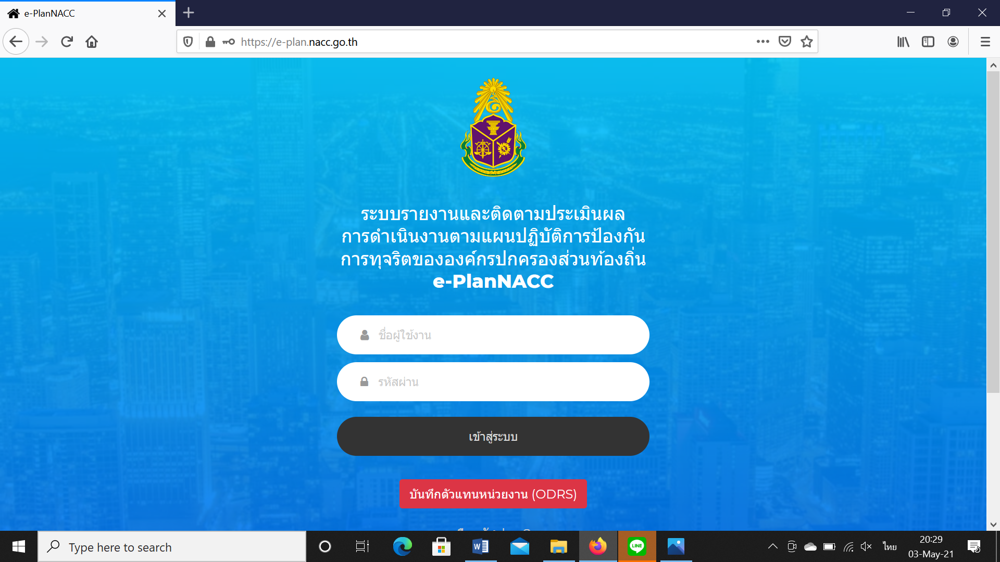 e-PlanNACC
https://e-plan.nacc.go.th
ระบบรายงานและติดตามประเมินผล
การดำเนินงานตามแผนปฏิบัติการป้องกัน
การทุจริตขององค์กรปกครองส่วนท้องถิ่น
e-PlanNACC
ชื่อผู้ใช้งาน
รหัสผ่าน
เข้าสู่ระบบ
บันทึกตัวแทนหน่วยงาน (ODRS)
Type here to search
W
LINE
ไทย
20:29
03-May-21